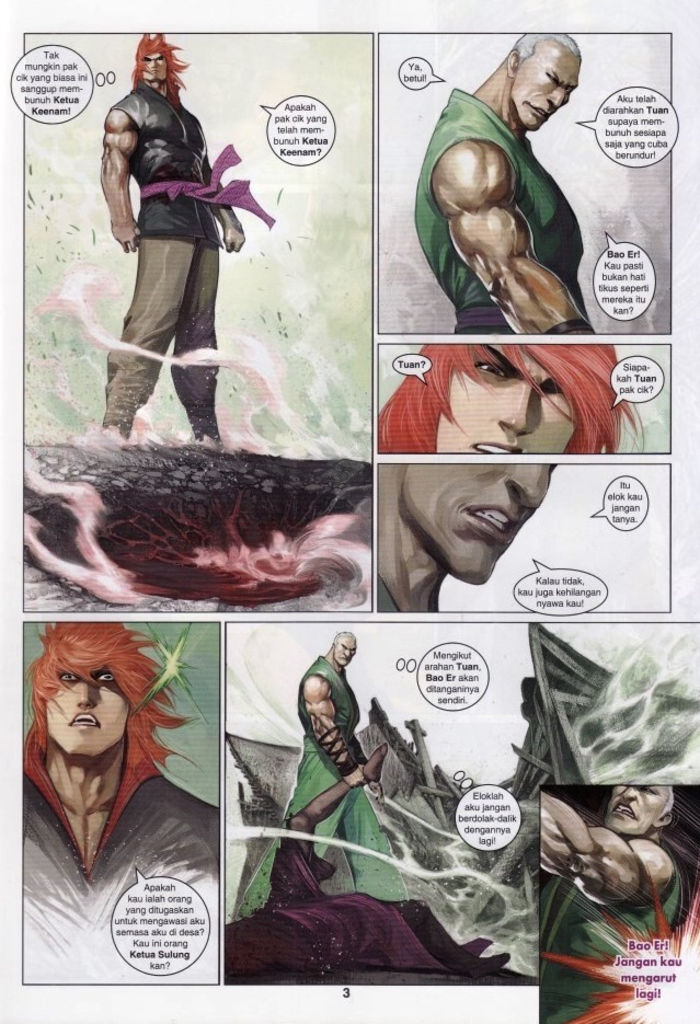 Tak
mungkin pak
cik yang biasa ini
sanggup mem-
bunuh Ketua
Keenam!
Apakah
pak cik yang
telah mem-
bunuh Ketua
Keenam?
Ya,
betul!
Aku telah
diarahkan Tuan
supaya mem-
bunuh sesiapa
saja yang cuba
berundur!
Bao Er!
Kau pasti
bukan hati
tikus seperti
mereka itu
kan?
Tuan?
Siapa-
kah Tuan
pak cik?
Itu
elok kau
jangan
tanya.
Kalau tidak,
kau juga kehilangan
nyawa kau!
Apakah
kau ialah orang
yang ditugaskan
untuk mengawasi aku
semasa aku di desa?
Kau ini orang
Ketua Sulung
kan?
Mengikut
arahan Tuan,
Bao Er akan
ditanganinya
sendiri.
Eloklah
aku jangan
berdolak-dalik
dengannya
lagi!
Bao Er!
Jangan kau
mengarut
lagi!
3